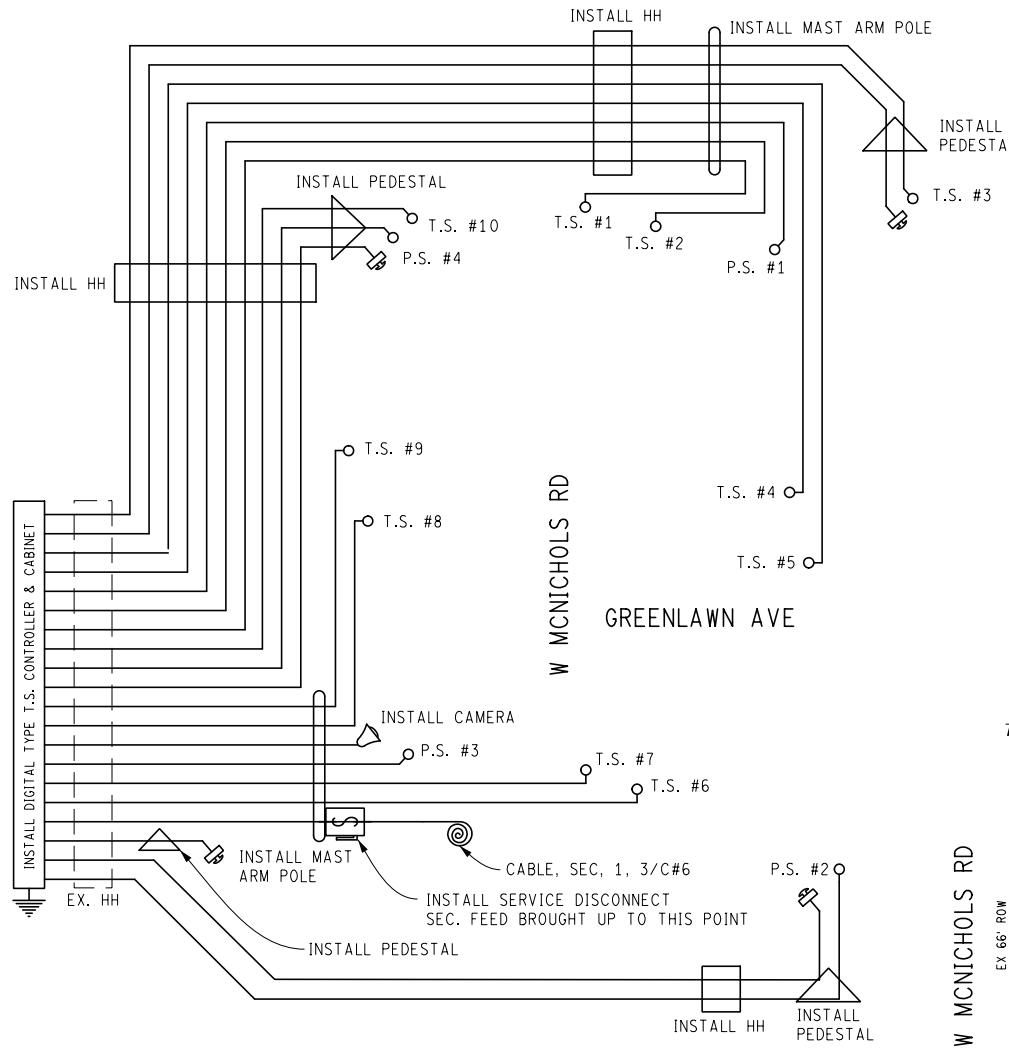 INSTALL HH
INSTALL MAST ARM POLE
INSTALL
PEDESTA
T.S. #3
INSTALL PEDESTAL
T.S. #10
P.S. #4
T.S. #1
T.S. #2
P.S. #1
INSTALL HH
T.S. #9
T.S. #8
T.S. #4
T.S. #5
W MCNICHOLS RD
GREENLAWN AVE
INSTALL DIGITAL TYPE T.S. CONTROLLER & CABINET
INSTALL CAMERA
P.S. #3
T.S. #7
T.S. #6
S
INSTALL MAST
ARM POLE
CABLE, SEC, 1, 3/C#6
INSTALL SERVICE DISCONNECT
SEC. FEED BROUGHT UP TO THIS POINT
EX. HH
INSTALL PEDESTAL
P.S. #2
INSTALL HH
INSTALL
PEDESTAL
W MCNICHOLS RD
EX 66' ROW